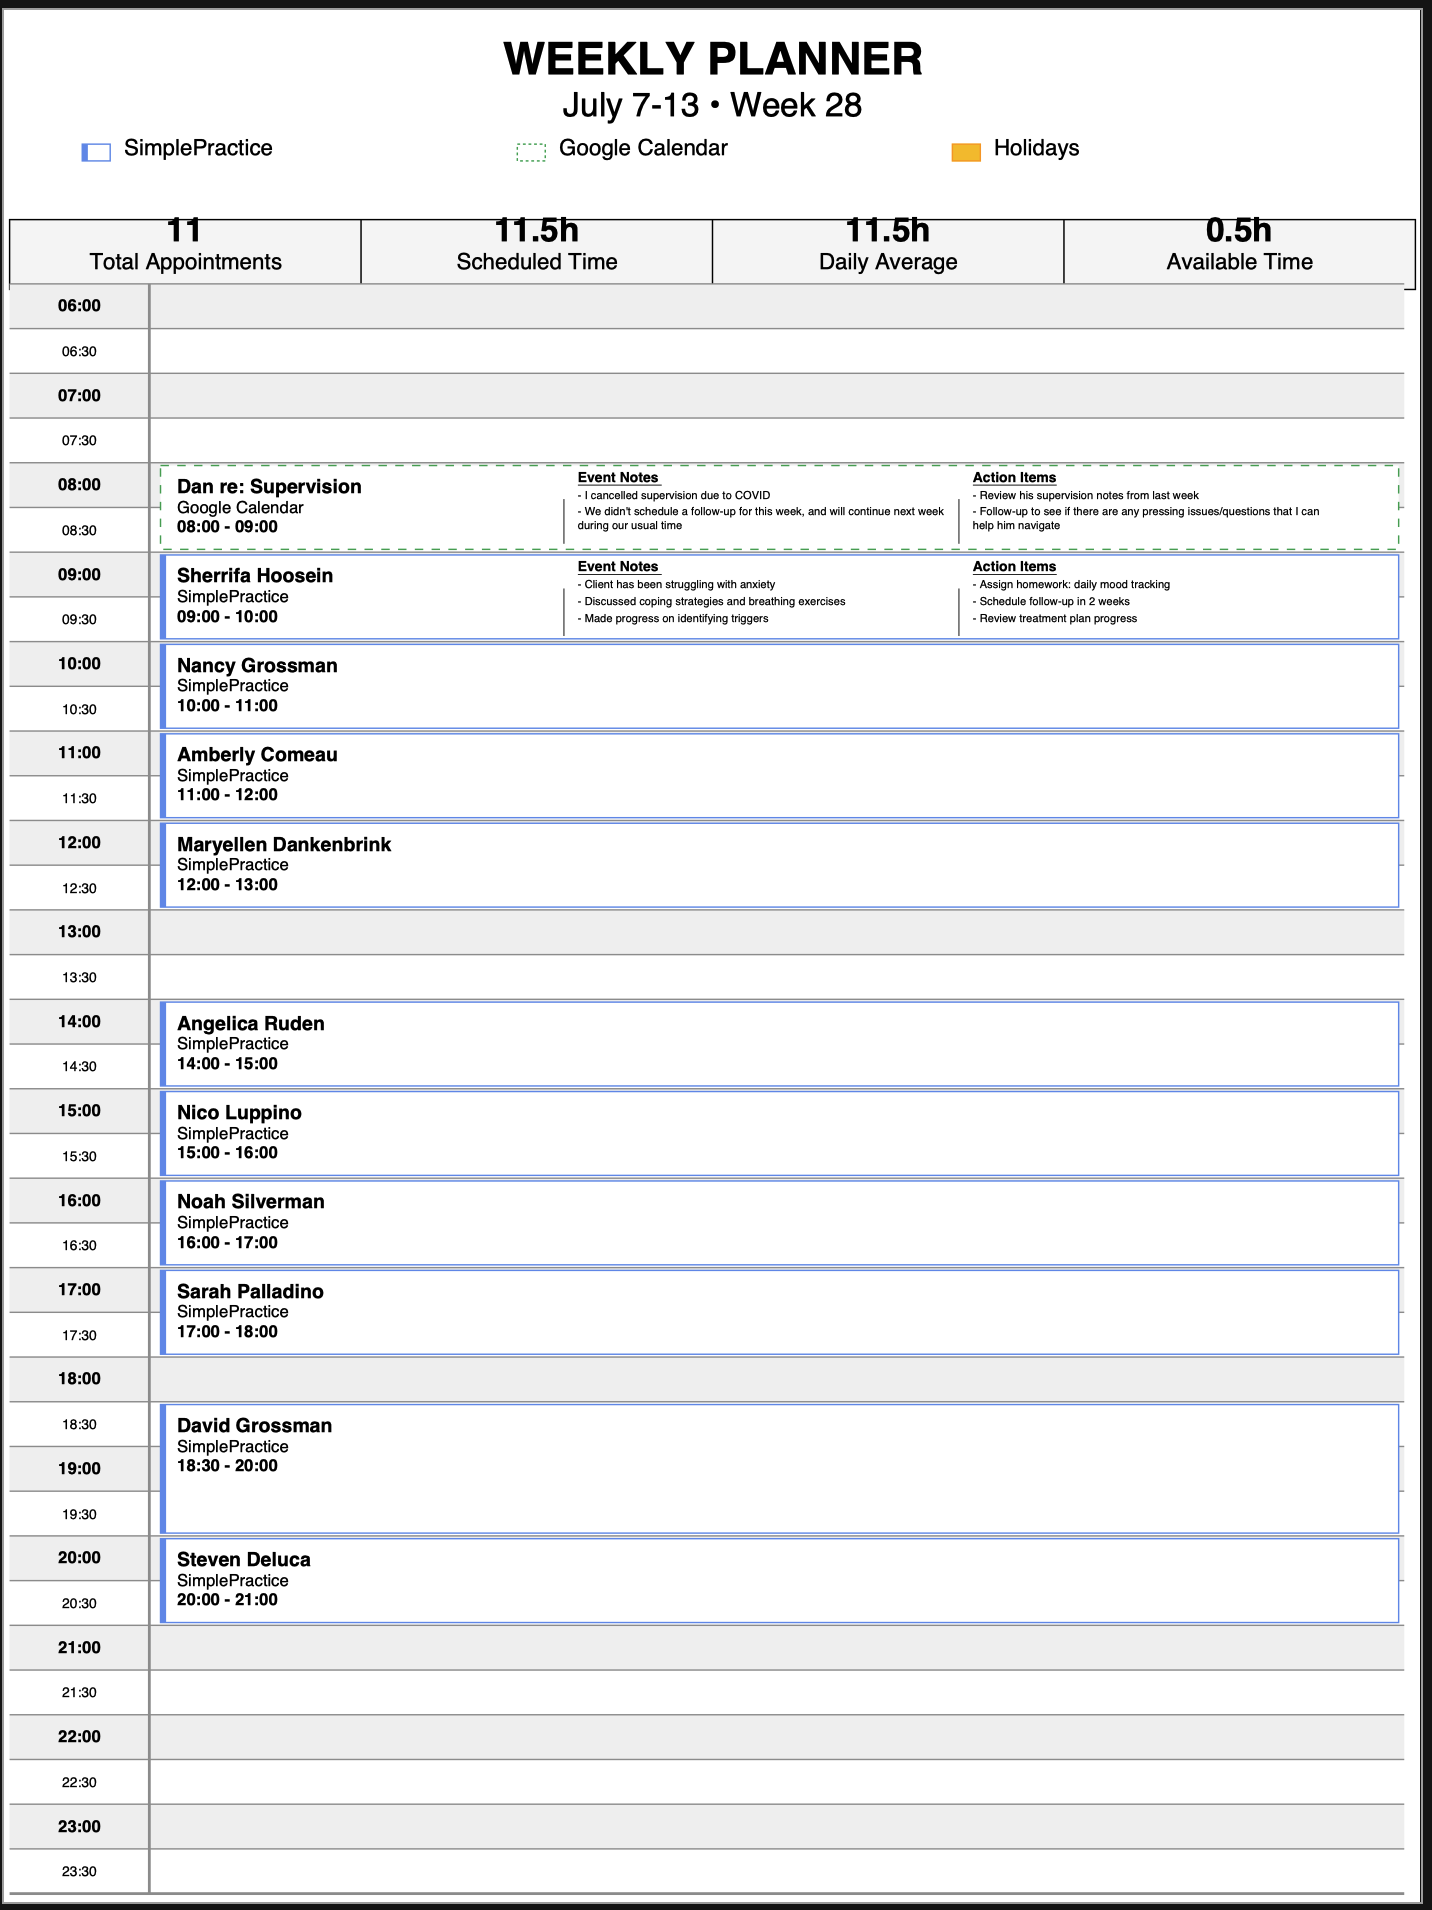 WEEKLY PLANNER
July 7-13 • Week 28
SimplePractice
Google Calendar
Holidays
11
Total Appointments
11.5h
Scheduled Time
11.5h
Daily Average
0.5h
Available Time
06:00
06:30
07:00
07:30
08:00
08:30
Dan re: Supervision
Google Calendar
08:00 - 09:00
Event Notes
- I cancelled supervision due to COVID
- We didn't schedule a follow-up for this week, and will continue next week
during our usual time
Action Items
- Review his supervision notes from last week
- Follow-up to see if there are any pressing issues/questions that I can
help him navigate
09:00
09:30
Sherrifa Hoosein
SimplePractice
09:00 - 10:00
Event Notes
- Client has been struggling with anxiety
- Discussed coping strategies and breathing exercises
- Made progress on identifying triggers
Action Items
- Assign homework: daily mood tracking
- Schedule follow-up in 2 weeks
- Review treatment plan progress
10:00
10:30
Nancy Grossman
SimplePractice
10:00 - 11:00
11:00
11:30
Amberly Comeau
SimplePractice
11:00 - 12:00
12:00
12:30
Maryellen Dankenbrink
SimplePractice
12:00 - 13:00
13:00
13:30
14:00
14:30
Angelica Ruden
SimplePractice
14:00 - 15:00
15:00
15:30
Nico Luppino
SimplePractice
15:00 - 16:00
16:00
16:30
Noah Silverman
SimplePractice
16:00 - 17:00
17:00
17:30
Sarah Palladino
SimplePractice
17:00 - 18:00
18:00
18:30
19:00
19:30
David Grossman
SimplePractice
18:30 - 20:00
20:00
20:30
Steven Deluca
SimplePractice
20:00 - 21:00
21:00
21:30
22:00
22:30
23:00
23:30